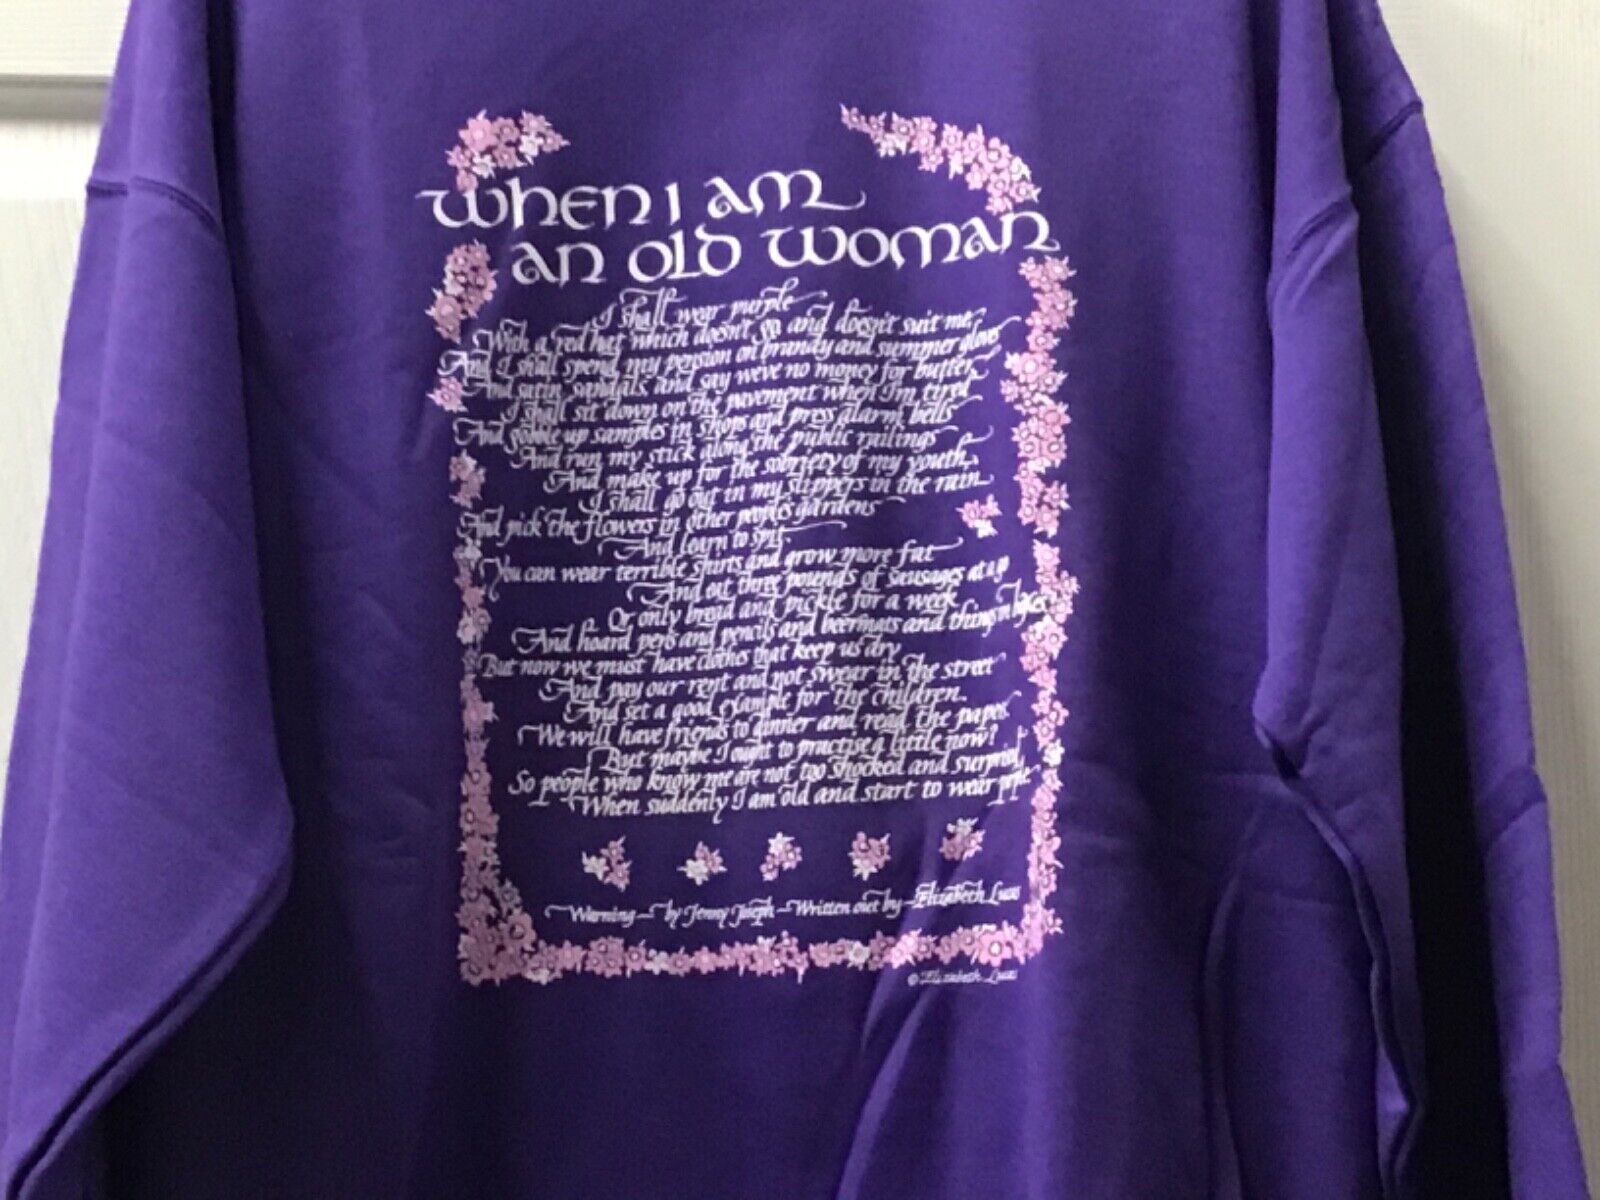 When I am
an old woman
I shall wear purple
With a red hat which doesn't go and doesn't suit me,
And I shall spend my pension on brandy and summer gloves
And satin sandals, and say we've no money for butter.
I shall sit down on the pavement when I'm tired
And gobble up samples in shops and press alarm bells
And run my stick along the public railings
And make up for the sobriety of my youth.
I shall go out in my slippers in the rain
And pick the flowers in other people's gardens
And learn to spit.
You can wear terrible shirts and grow more fat
And eat three pounds of sausages at a go
Or only bread and pickle for a week
And hoard pens and pencils and beermats and things in boxes
But now we must have clothes that keep us dry
And pay our rent and not swear in the street
And set a good example for the children.
We will have friends to dinner and read the papers.
But maybe I ought to practise a little now?
So people who know me are not too shocked and surprised,
When suddenly I am old and start to wear purple.
Warning — by Jenny Joseph — Written out by — Elizabeth Lucas
© Elizabeth Lucas